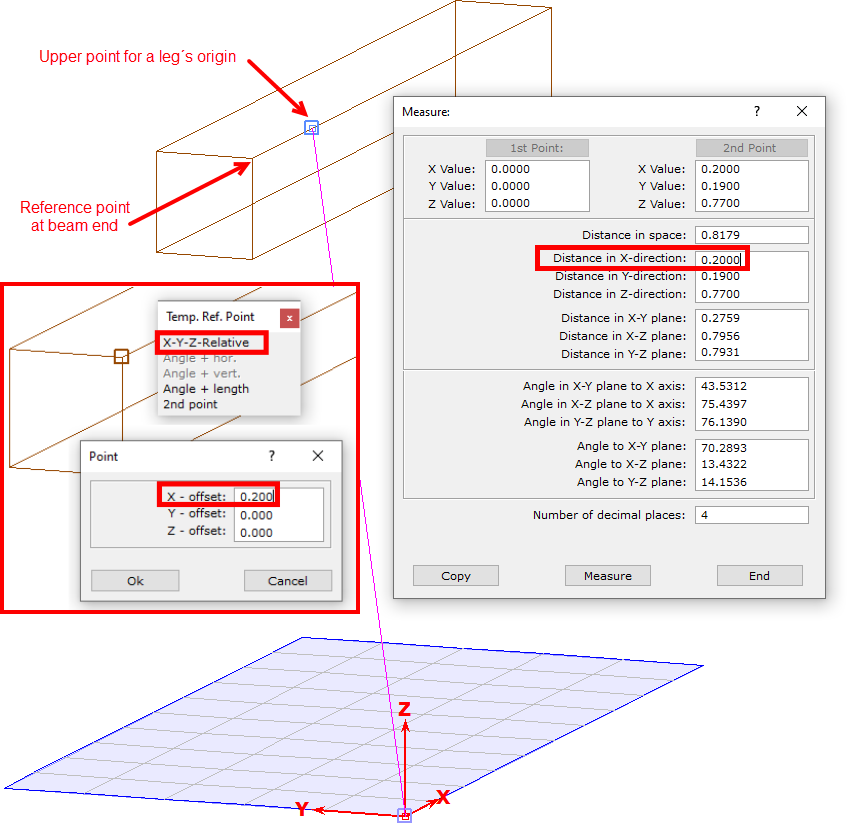 Upper point for a leg´s origin
Reference point
at beam end
Measure:
?
1st Point:
2nd Point
X Value: 0.0000 X Value: 0.2000
Y Value: 0.0000 Y Value: 0.1900
Z Value: 0.0000 Z Value: 0.7700
Distance in space: 0.8179
Distance in X-direction: 0.2000
Distance in Y-direction: 0.1900
Distance in Z-direction: 0.7700
Distance in X-Y plane: 0.2759
Distance in X-Z plane: 0.7956
Distance in Y-Z plane: 0.7931
Angle in X-Y plane to X axis: 43.5312
Angle in X-Z plane to X axis: 75.4397
Angle in Y-Z plane to Y axis: 76.1390
Angle to X-Y plane: 70.2893
Angle to X-Z plane: 13.4322
Angle to Y-Z plane: 14.1536
Number of decimal places: 4
Copy Measure End
Temp. Ref. Point x
X-Y-Z-Relative
Angle + hor.
Angle + vert.
Angle + length
2nd point
Point ?
X - offset: 0.200
Y - offset: 0.000
Z - offset: 0.000
Ok Cancel
Z
Y
X